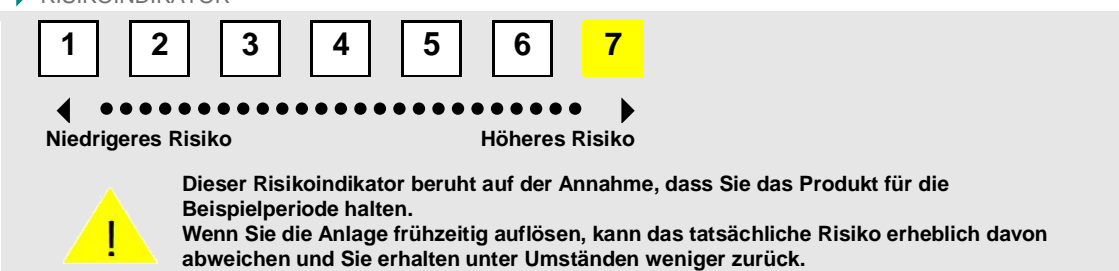 RISIKOINDIKATOR
1 2 3 4 5 6 7
Niedrigeres Risiko Höheres Risiko
Dieser Risikoindikator beruht auf der Annahme, dass Sie das Produkt für die
Beispielperiode halten.
Wenn Sie die Anlage frühzeitig auflösen, kann das tatsächliche Risiko erheblich davon
abweichen und Sie erhalten unter Umständen weniger zurück.
!